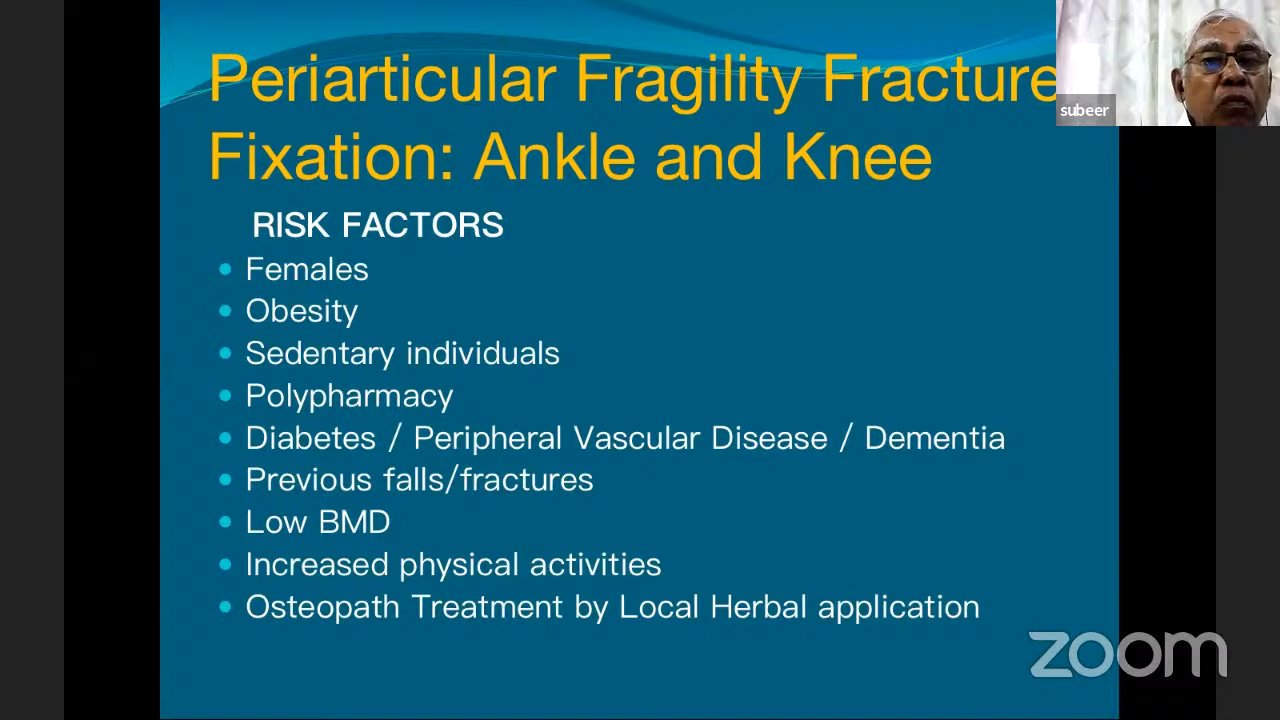 Periarticular Fragility Fracture
Fixation: Ankle and Knee
subeer
RISK FACTORS
Females
Obesity
Sedentary individuals
Polypharmacy
Diabetes / Peripheral Vascular Disease / Dementia
Previous falls/fractures
Low BMD
Increased physical activities
Osteopath Treatment by Local Herbal application
zoom